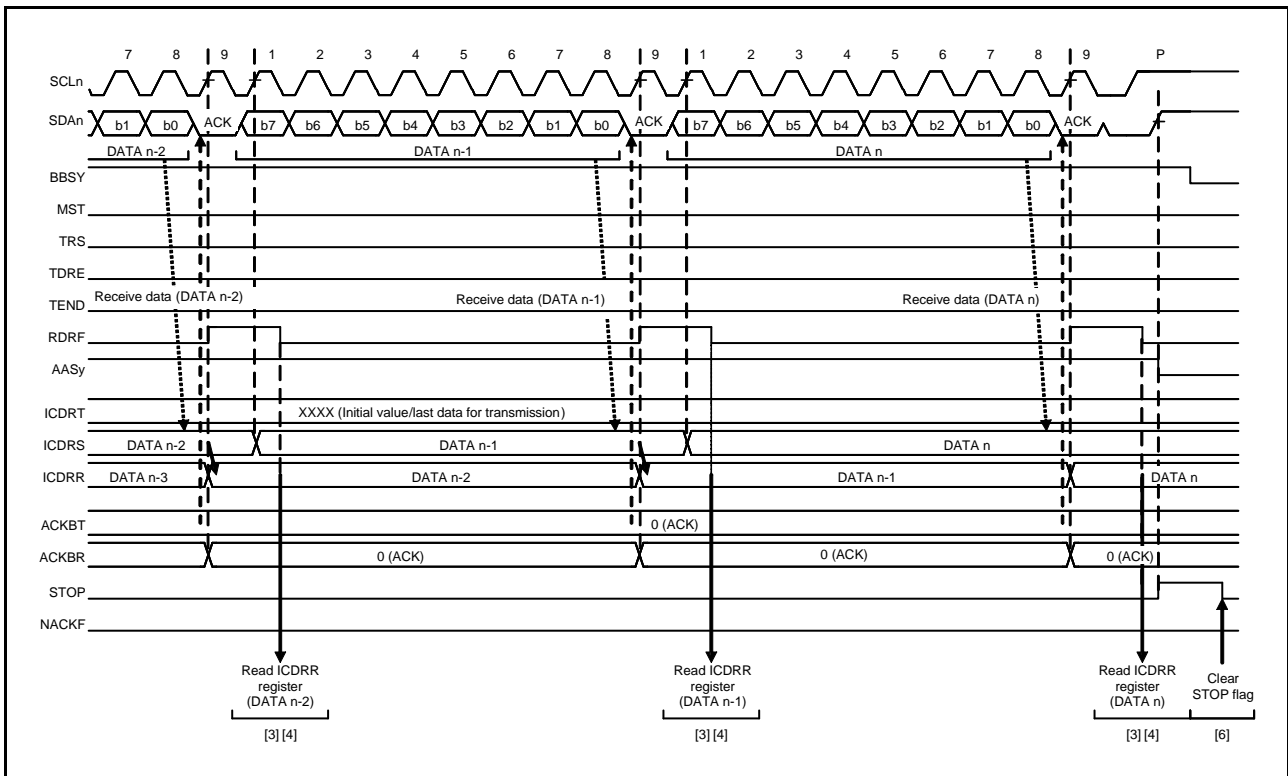 7 8 9 1 2 3 4 5 6 7 8 9 1 2 3 4 5 6 7 8 9 P
SCLn
SDAn b1 b0 ACK b7 b6 b5 b4 b3 b2 b1 b0 ACK b7 b6 b5 b4 b3 b2 b1 b0 ACK
DATA n-2 DATA n-1 DATA n
BBSY
MST
TRS
TDRE
Receive data (DATA n-2) Receive data (DATA n-1) Receive data (DATA n)
TEND
RDRF
AASy
ICDRT XXXX (Initial value/last data for transmission)
ICDRS DATA n-2 DATA n-1 DATA n
ICDRR DATA n-3 DATA n-2 DATA n-1 DATA n
ACKBT 0 (ACK)
ACKBR 0 (ACK) 0 (ACK) 0 (ACK)
STOP
NACKF
Read ICDRR
register
(DATA n-2)
[3] [4]
Read ICDRR
register
(DATA n-1)
[3] [4]
Read ICDRR
register
(DATA n)
[3] [4]
Clear
STOP flag
[6]